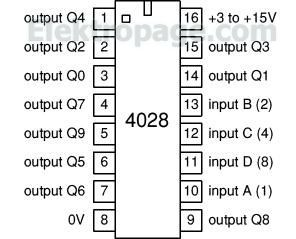 Elektropage.com
output Q4 1 16 +3 to +15V
output Q2 2 15 output Q3
output Q0 3 14 output Q1
output Q7 4 13 input B (2)
output Q9 5 4028 12 input C (4)
output Q5 6 11 input D (8)
output Q6 7 10 input A (1)
0V 8 9 output Q8